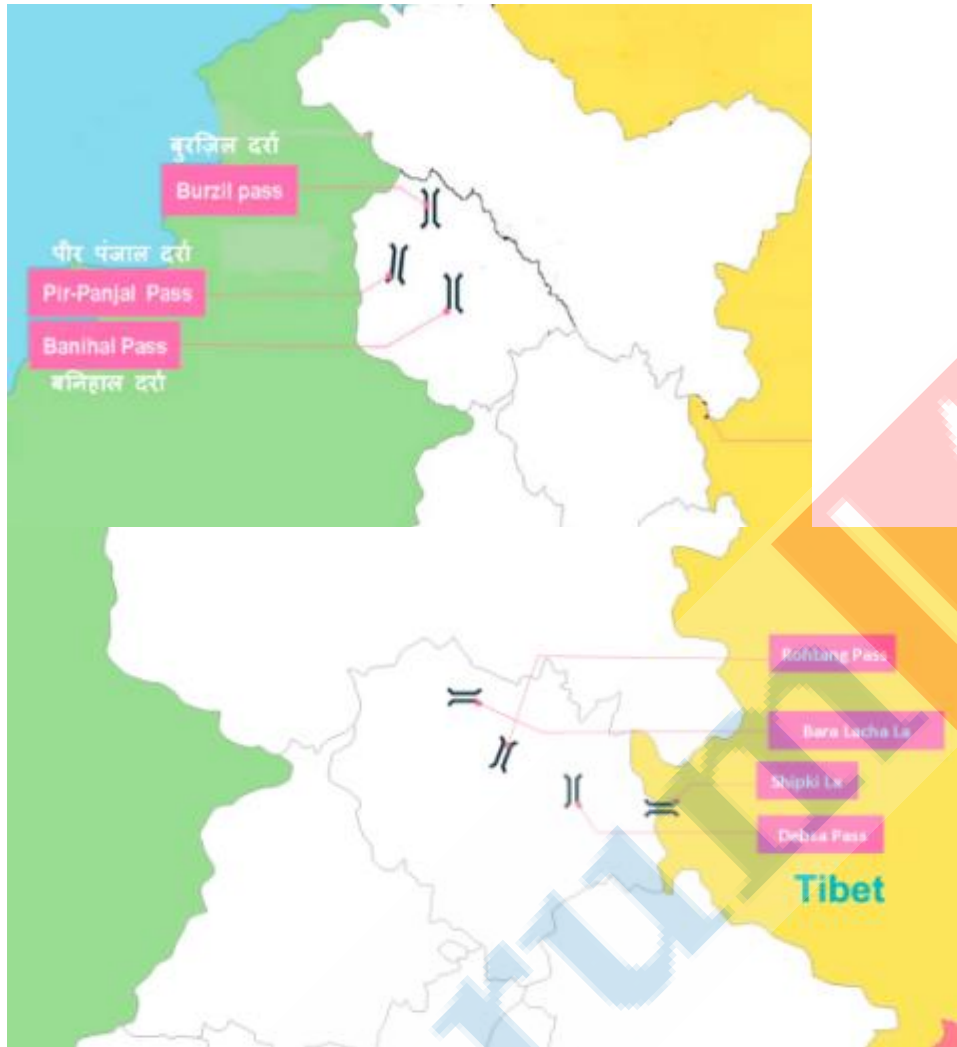 बुरज़िल दर्रा
Burzil pass
पीर पंजाल दर्रा
Pir-Panjal Pass
Banihal Pass
बनिहाल दर्रा
Rohtang Pass
Bara Lacha La
Shipki La
Debsa Pass
Tibet